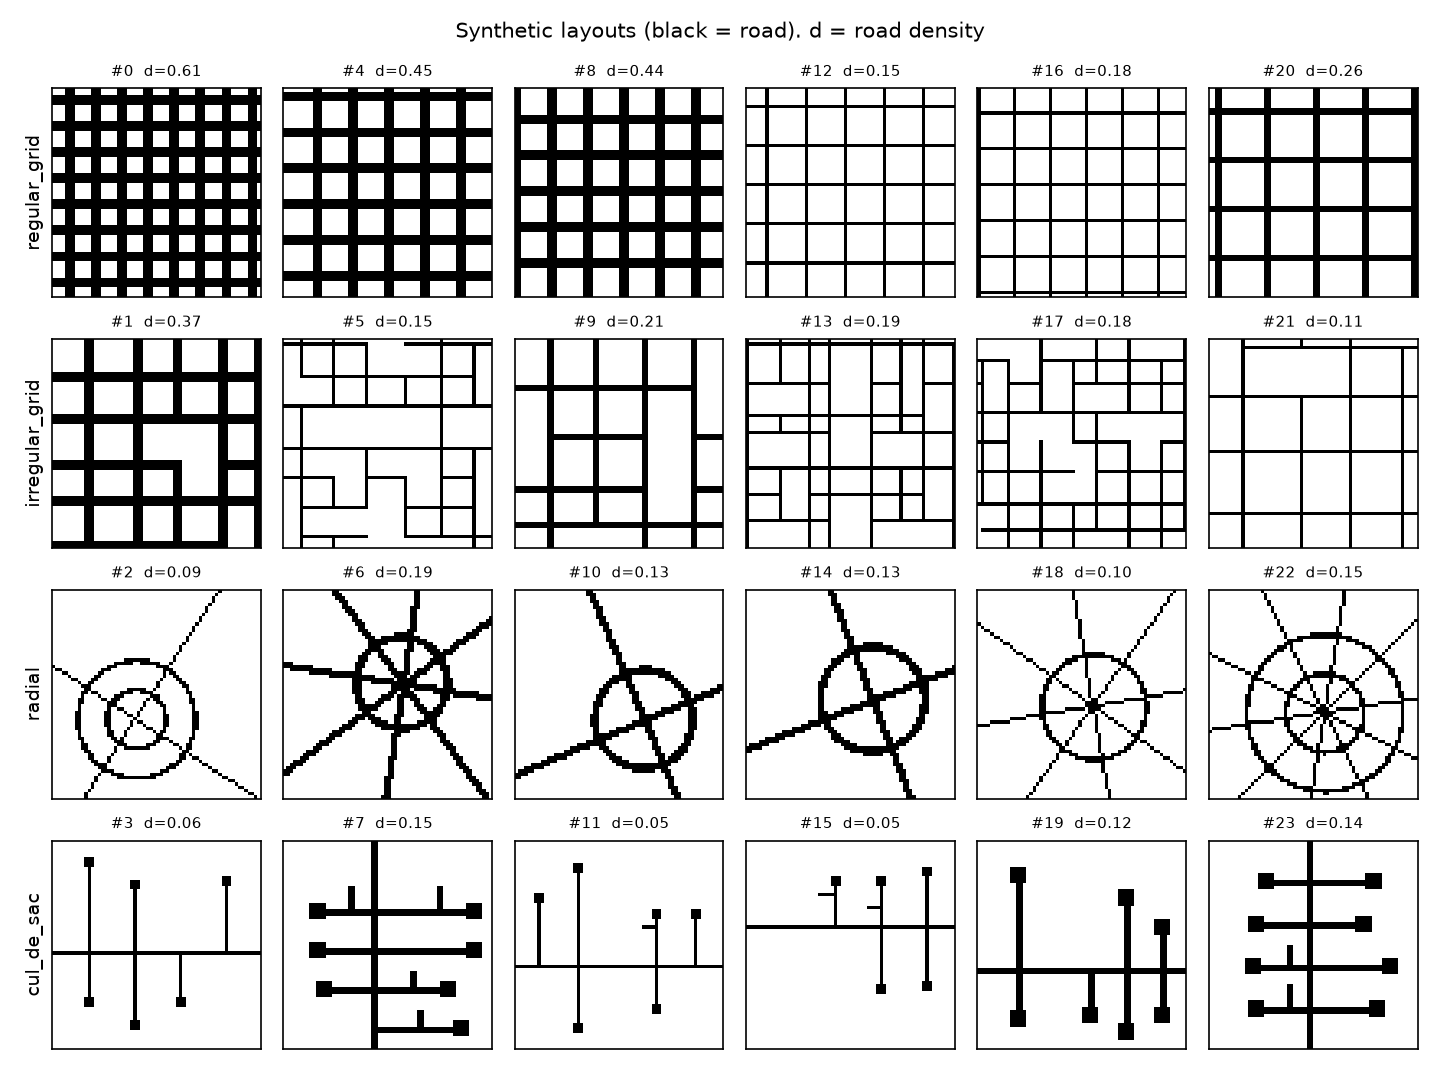 Synthetic layouts (black = road). d = road density
#0 d=0.61
#4 d=0.45
#8 d=0.44
#12 d=0.15
#16 d=0.18
#20 d=0.26
regular_grid
#1 d=0.37
#5 d=0.15
#9 d=0.21
#13 d=0.19
#17 d=0.18
#21 d=0.11
irregular_grid
#2 d=0.09
#6 d=0.19
#10 d=0.13
#14 d=0.13
#18 d=0.10
#22 d=0.15
radial
#3 d=0.06
#7 d=0.15
#11 d=0.05
#15 d=0.05
#19 d=0.12
#23 d=0.14
cul_de_sac